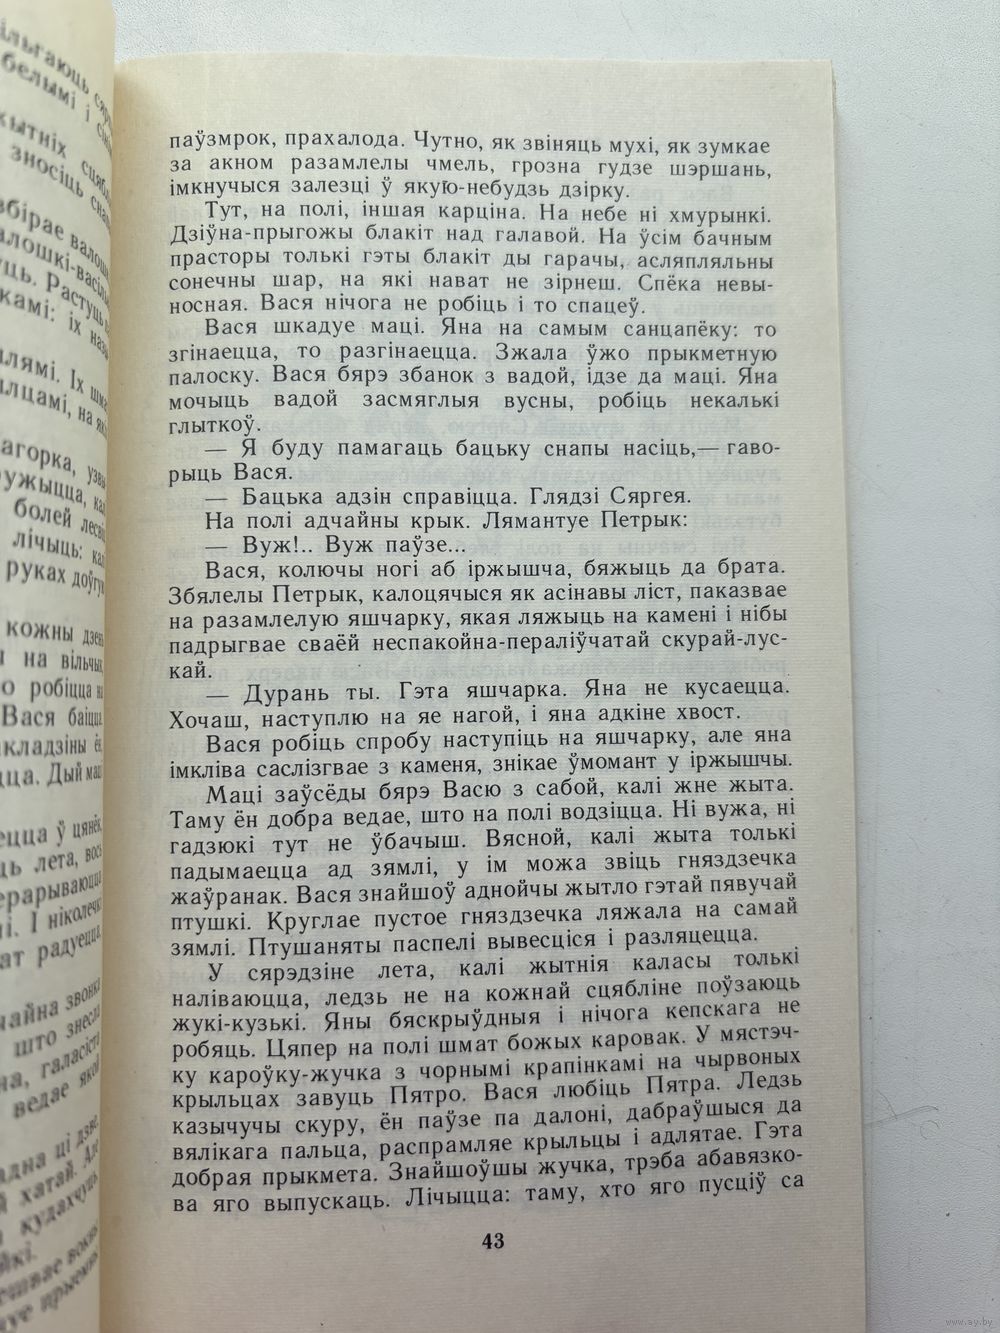 паўзмрок, прахалода. Чутно, як звіняць мухі, як зумкае
за акном разамлелы чмель, грозна гудзе шэршань,
імкнучыся залезці ў якую-небудзь дзірку.
Тут, на полі, іншая карціна. На небе ні хмурынкі.
Дзіўна-прыгожы блакіт над галавой. На ўсім бачным
прасторы толькі гэты блакіт ды гарачы, асляпляльны
сонечны шар, на які нават не зірнеш. Спёка невы-
носная. Вася нічога не робіць і то спацеў.
Вася шкадуе маці. Яна на самым санцапёку: то
згінаецца, то разгінаецца. Зжала ўжо прыкметную
палоску. Вася бярэ збанок з вадой, ідзе да маці. Яна
мочыць вадой засмяглыя вусны, робіць некалькі
глыткоў.
— Я буду памагаць бацьку снапы насіць,— гаво-
рыць Вася.
— Бацька адзін справіцца. Глядзі Сяргея.
На полі адчайны крык. Лямантуе Петрык:
— Вуж!.. Вуж паўзе...
Вася, колючы ногі аб іржышча, бяжыць да брата.
Збялелы Петрык, калоцячыся як асінавы ліст, паказвае
на разамлелую яшчарку, якая ляжыць на камені і нібы
падрыгвае сваёй неспакойна-пераліўчатай скурай-лус-
кай.
— Дурань ты. Гэта яшчарка. Яна не кусаецца.
Хочаш, наступлю на яе нагой, і яна адкіне хвост.
Вася робіць спробу наступіць на яшчарку, але яна
імкліва саслізгвае з каменя, знікае ўмомант у іржышчы.
Маці заўсёды бярэ Васю з сабой, калі жне жыта.
Таму ён добра ведае, што на полі водзіцца. Ні вужа, ні
гадзюкі тут не ўбачыш. Вясной, калі жыта толькі
падымаецца ад зямлі, у ім можа звіць гняздзечка
жаўранак. Вася знайшоў аднойчы жытло гэтай пявучай
птушкі. Круглае пустое гняздзечка ляжала на самай
зямлі. Птушаняты паспелі вывесціся і разляцецца.
У сярэдзіне лета, калі жытнія каласы толькі
наліваюцца, ледзь не на кожнай сцябліне поўзаюць
жукі-кузькі. Яны бяскрыўдныя і нічога кепскага не
робяць. Цяпер на полі шмат божых каровак. У мястэч-
ку кароўку-жучка з чорнымі крапінкамі на чырвоных
крыльцах завуць Пятро. Вася любіць Пятра. Ледзь
казычучы скуру, ён паўзе па далоні, дабраўшыся да
вялікага пальца, распрамляе крыльцы і адлятае. Гэта
добрая прыкмета. Знайшоўшы жучка, трэба абавязко-
ва яго выпускаць. Лічыцца: таму, хто яго пусціў са
43
www.ay.by